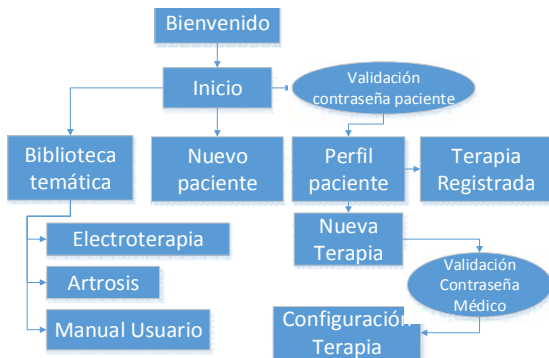 Bienvenido
Inicio
Validación
contraseña paciente
Biblioteca
temática
Nuevo
paciente
Perfil
paciente
Terapia
Registrada
Electroterapia
Nueva
Terapia
Artrosis
Validación
Contraseña
Médico
Manual Usuario
Configuración
Terapia